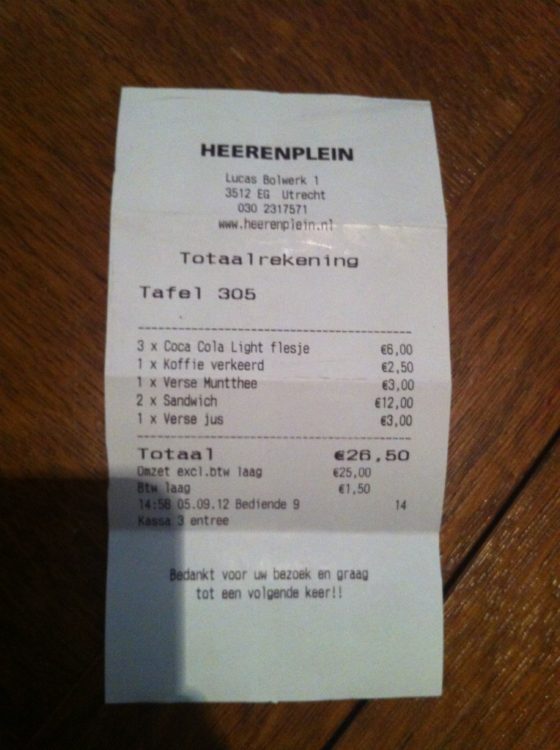 HEERENPLEIN
Lucas Bolwerk 1
3512 EG Utrecht
030 2317571
www.heerenplein.nl
Totaalrekening
Tafel 305
3 x Coca Cola Light flesje €6,00
1 x Koffie verkeerd €2,50
1 x Verse Muntthee €3,00
2 x Sandwich €12,00
1 x Verse jus €3,00
Totaal €26,50
Omzet excl.btw laag €25,00
Btw laag €1,50
14:58 05.09.12 Bediende 9 14
Kassa 3 entree
Bedankt voor uw bezoek en graag
tot een volgende keer!!